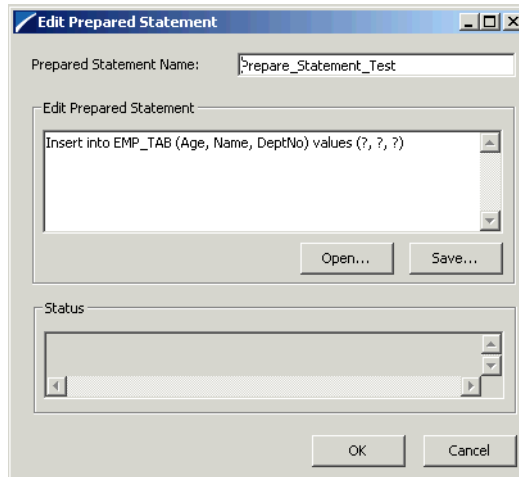 Edit Prepared Statement
Prepared Statement Name: Prepare_Statement_Test
Edit Prepared Statement
Insert into EMP_TAB (Age, Name, DeptNo) values (?, ?, ?)
Open... Save...
Status
OK Cancel